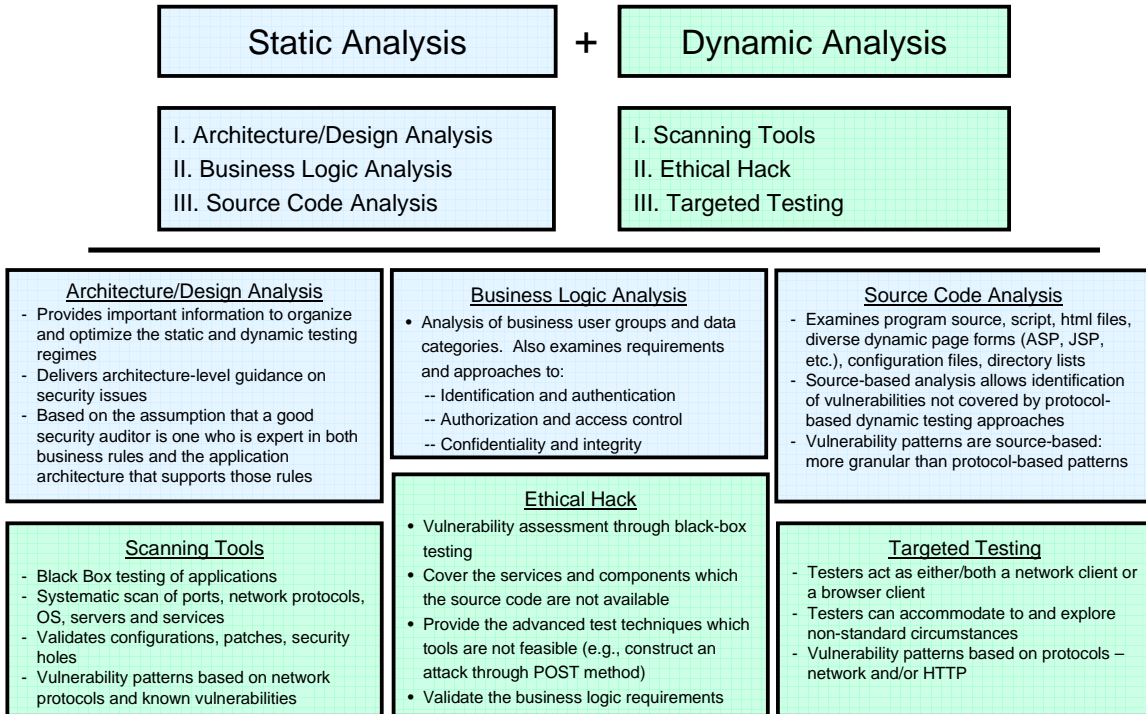 Static Analysis
+
Dynamic Analysis
I. Architecture/Design Analysis
II. Business Logic Analysis
III. Source Code Analysis
I. Scanning Tools
II. Ethical Hack
III. Targeted Testing
Architecture/Design Analysis
- Provides important information to organize
and optimize the static and dynamic testing
regimes
- Delivers architecture-level guidance on
security issues
- Based on the assumption that a good
security auditor is one who is expert in both
business rules and the application
architecture that supports those rules
Business Logic Analysis
• Analysis of business user groups and data
categories. Also examines requirements
and approaches to:
-- Identification and authentication
-- Authorization and access control
-- Confidentiality and integrity
Source Code Analysis
- Examines program source, script, html files,
diverse dynamic page forms (ASP, JSP,
etc.), configuration files, directory lists
- Source-based analysis allows identification
of vulnerabilities not covered by protocol-
based dynamic testing approaches
- Vulnerability patterns are source-based:
more granular than protocol-based patterns
Scanning Tools
- Black Box testing of applications
- Systematic scan of ports, network protocols,
OS, servers and services
- Validates configurations, patches, security
holes
- Vulnerability patterns based on network
protocols and known vulnerabilities
Ethical Hack
• Vulnerability assessment through black-box
testing
• Cover the services and components which
the source code are not available
• Provide the advanced test techniques which
tools are not feasible (e.g., construct an
attack through POST method)
• Validate the business logic requirements
Targeted Testing
- Testers act as either/both a network client or
a browser client
- Testers can accommodate to and explore
non-standard circumstances
- Vulnerability patterns based on protocols –
network and/or HTTP